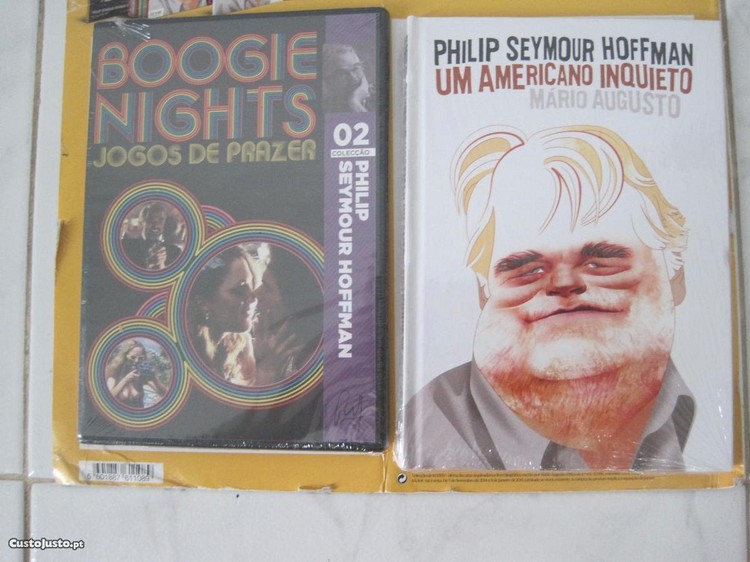 BOOGIE
NIGHTS
JOGOS DE PRAZER
02
COLECÇÃO
PHILIP
SEYMOUR HOFFMAN
PHILIP SEYMOUR HOFFMAN
UM AMERICANO INQUIETO
MÁRIO AUGUSTO
5601887611089
CustoJusto.pt